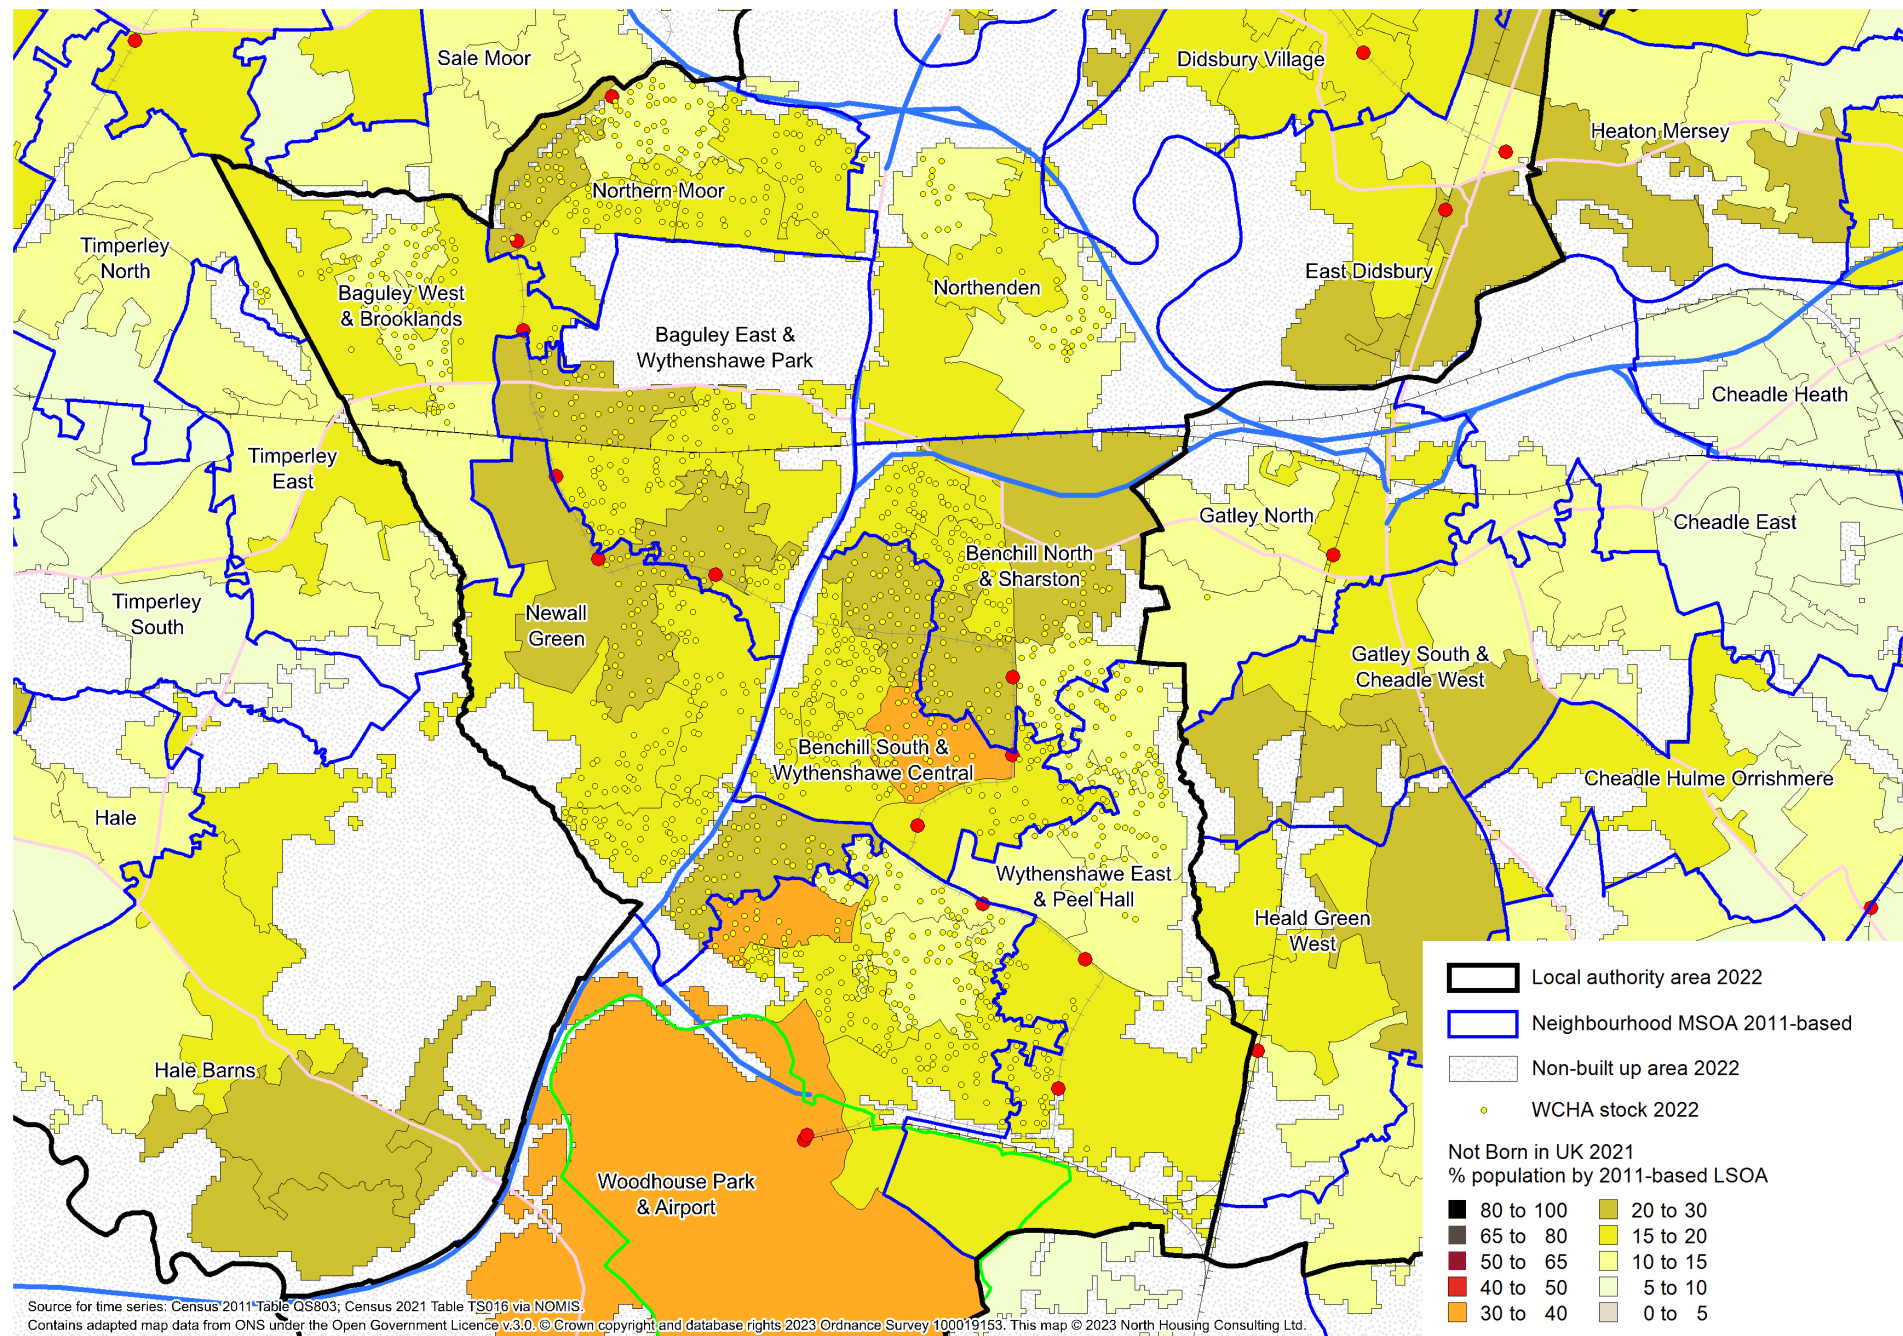 Sale Moor
Didsbury Village
Heaton Mersey
Northern Moor
Timperley
North
Baguley West
& Brooklands
Northenden
East Didsbury
Baguley East &
Wythenshawe Park
Cheadle Heath
Timperley
East
Gatley North
Cheadle East
Benchill North
& Sharston
Timperley
South
Newall
Green
Gatley South &
Cheadle West
Benchill South &
Wythenshawe Central
Cheadle Hulme Orrishmere
Hale
Wythenshawe East
& Peel Hall
Heald Green
West
Hale Barns
Woodhouse Park
& Airport
Local authority area 2022
Neighbourhood MSOA 2011-based
Non-built up area 2022
WCHA stock 2022
Not Born in UK 2021
% population by 2011-based LSOA
80 to 100
65 to 80
50 to 65
40 to 50
30 to 40
20 to 30
15 to 20
10 to 15
5 to 10
0 to 5
Source for time series: Census 2011 Table QS803; Census 2021 Table TS016 via NOMIS.
Contains adapted map data from ONS under the Open Government Licence v.3.0. © Crown copyright and database rights 2023 Ordnance Survey 100019153. This map © 2023 North Housing Consulting Ltd.